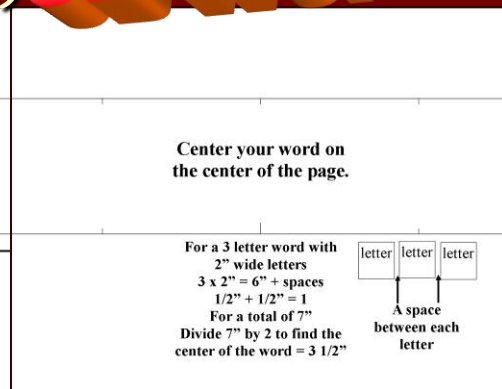 Center your word on
the center of the page.
For a 3 letter word with
2” wide letters
3 x 2” = 6” + spaces
1/2” + 1/2” = 1
For a total of 7”
Divide 7” by 2 to find the
center of the word = 3 1/2”
letter letter letter
A space
between each
letter